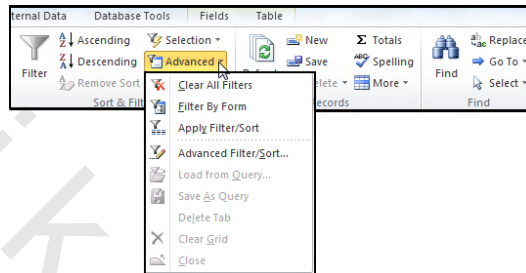 ternal Data Database Tools Fields Table
Ascending Selection New Totals Replace
Descending Advanced Save Spelling Go To
Filter Remove Sort elete More Find Select
Sort & Filt ecords Find
Clear All Filters
Filter By Form
Apply Filter/Sort
Advanced Filter/Sort...
Load from Query...
Save As Query
Delete Tab
Clear Grid
Close